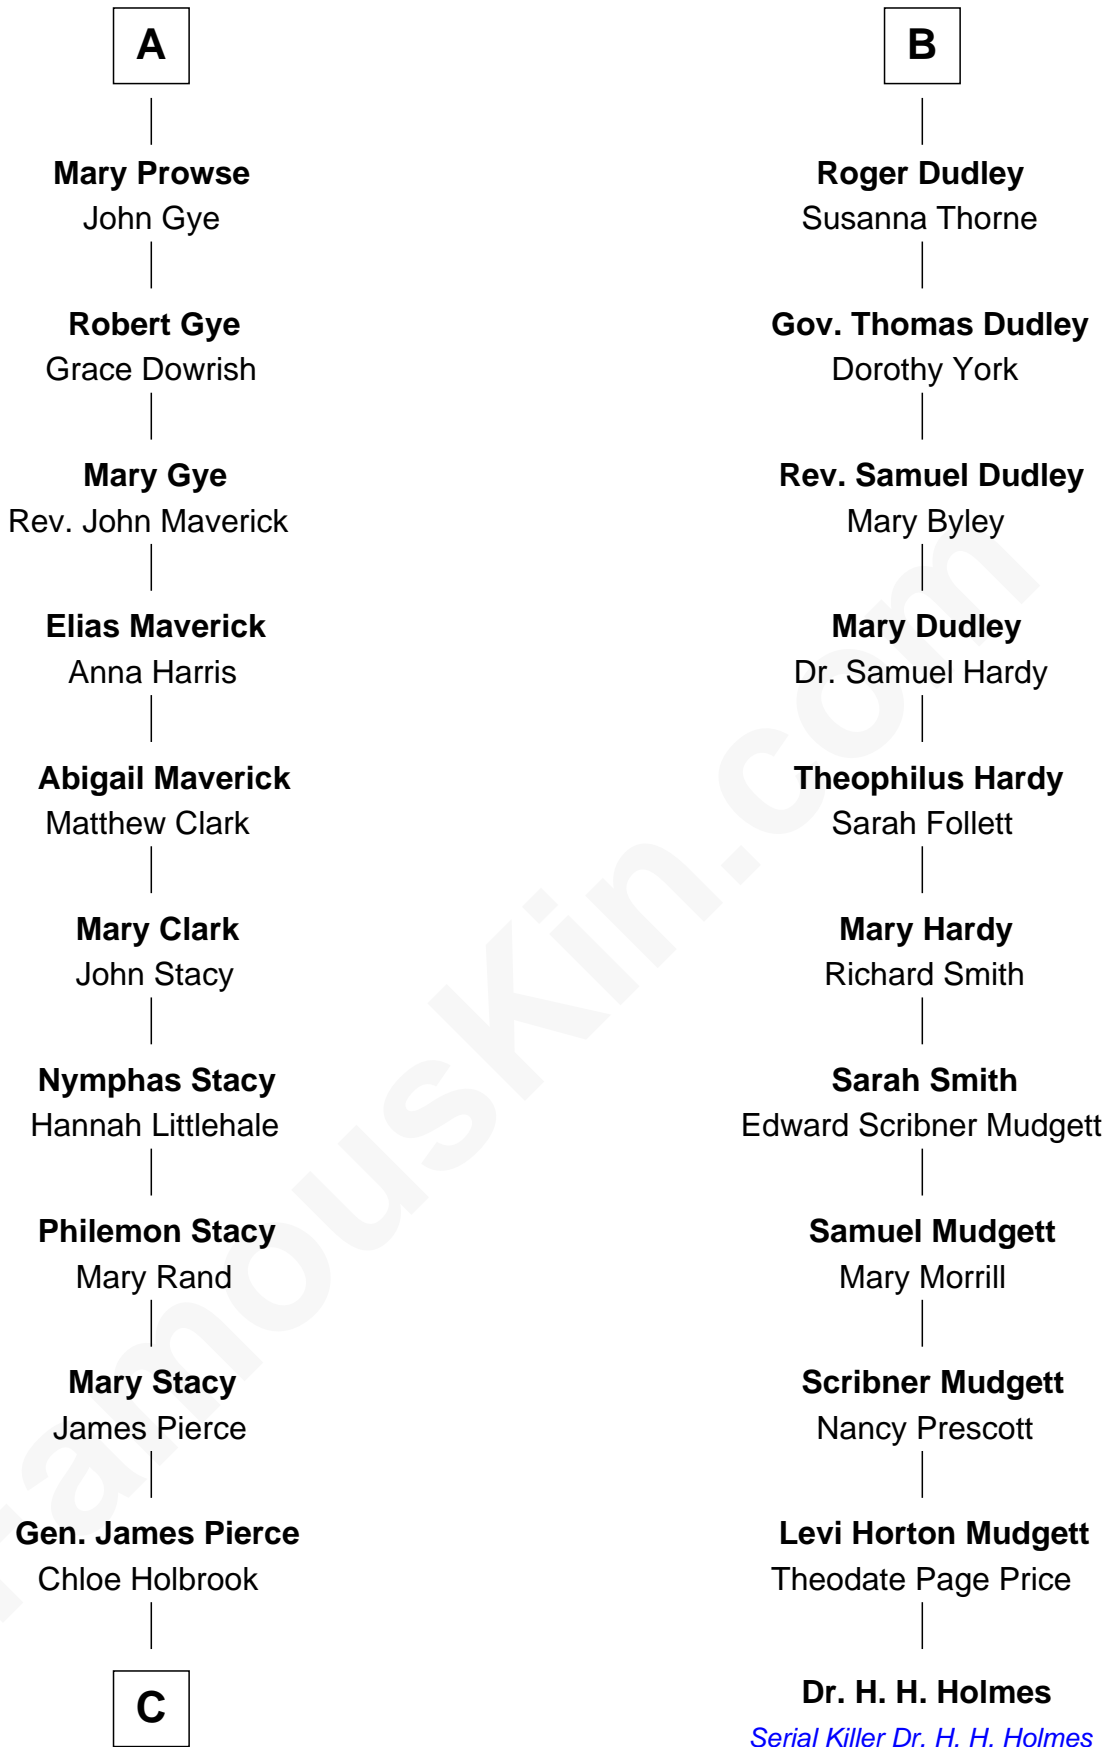 A
Mary Prowse
John Gye
Robert Gye
Grace Dowrish
Mary Gye
Rev. John Maverick
Elias Maverick
Anna Harris
Abigail Maverick
Matthew Clark
Mary Clark
John Stacy
Nymphas Stacy
Hannah Littlehale
Philemon Stacy
Mary Rand
Mary Stacy
James Pierce
Gen. James Pierce
Chloe Holbrook
C
B
Roger Dudley
Susanna Thorne
Gov. Thomas Dudley
Dorothy York
Rev. Samuel Dudley
Mary Byley
Mary Dudley
Dr. Samuel Hardy
Theophilus Hardy
Sarah Follett
Mary Hardy
Richard Smith
Sarah Smith
Edward Scribner Mudgett
Samuel Mudgett
Mary Morrill
Scribner Mudgett
Nancy Prescott
Levi Horton Mudgett
Theodate Page Price
Dr. H. H. Holmes
Serial Killer Dr. H. H. Holmes
FamousKin.com